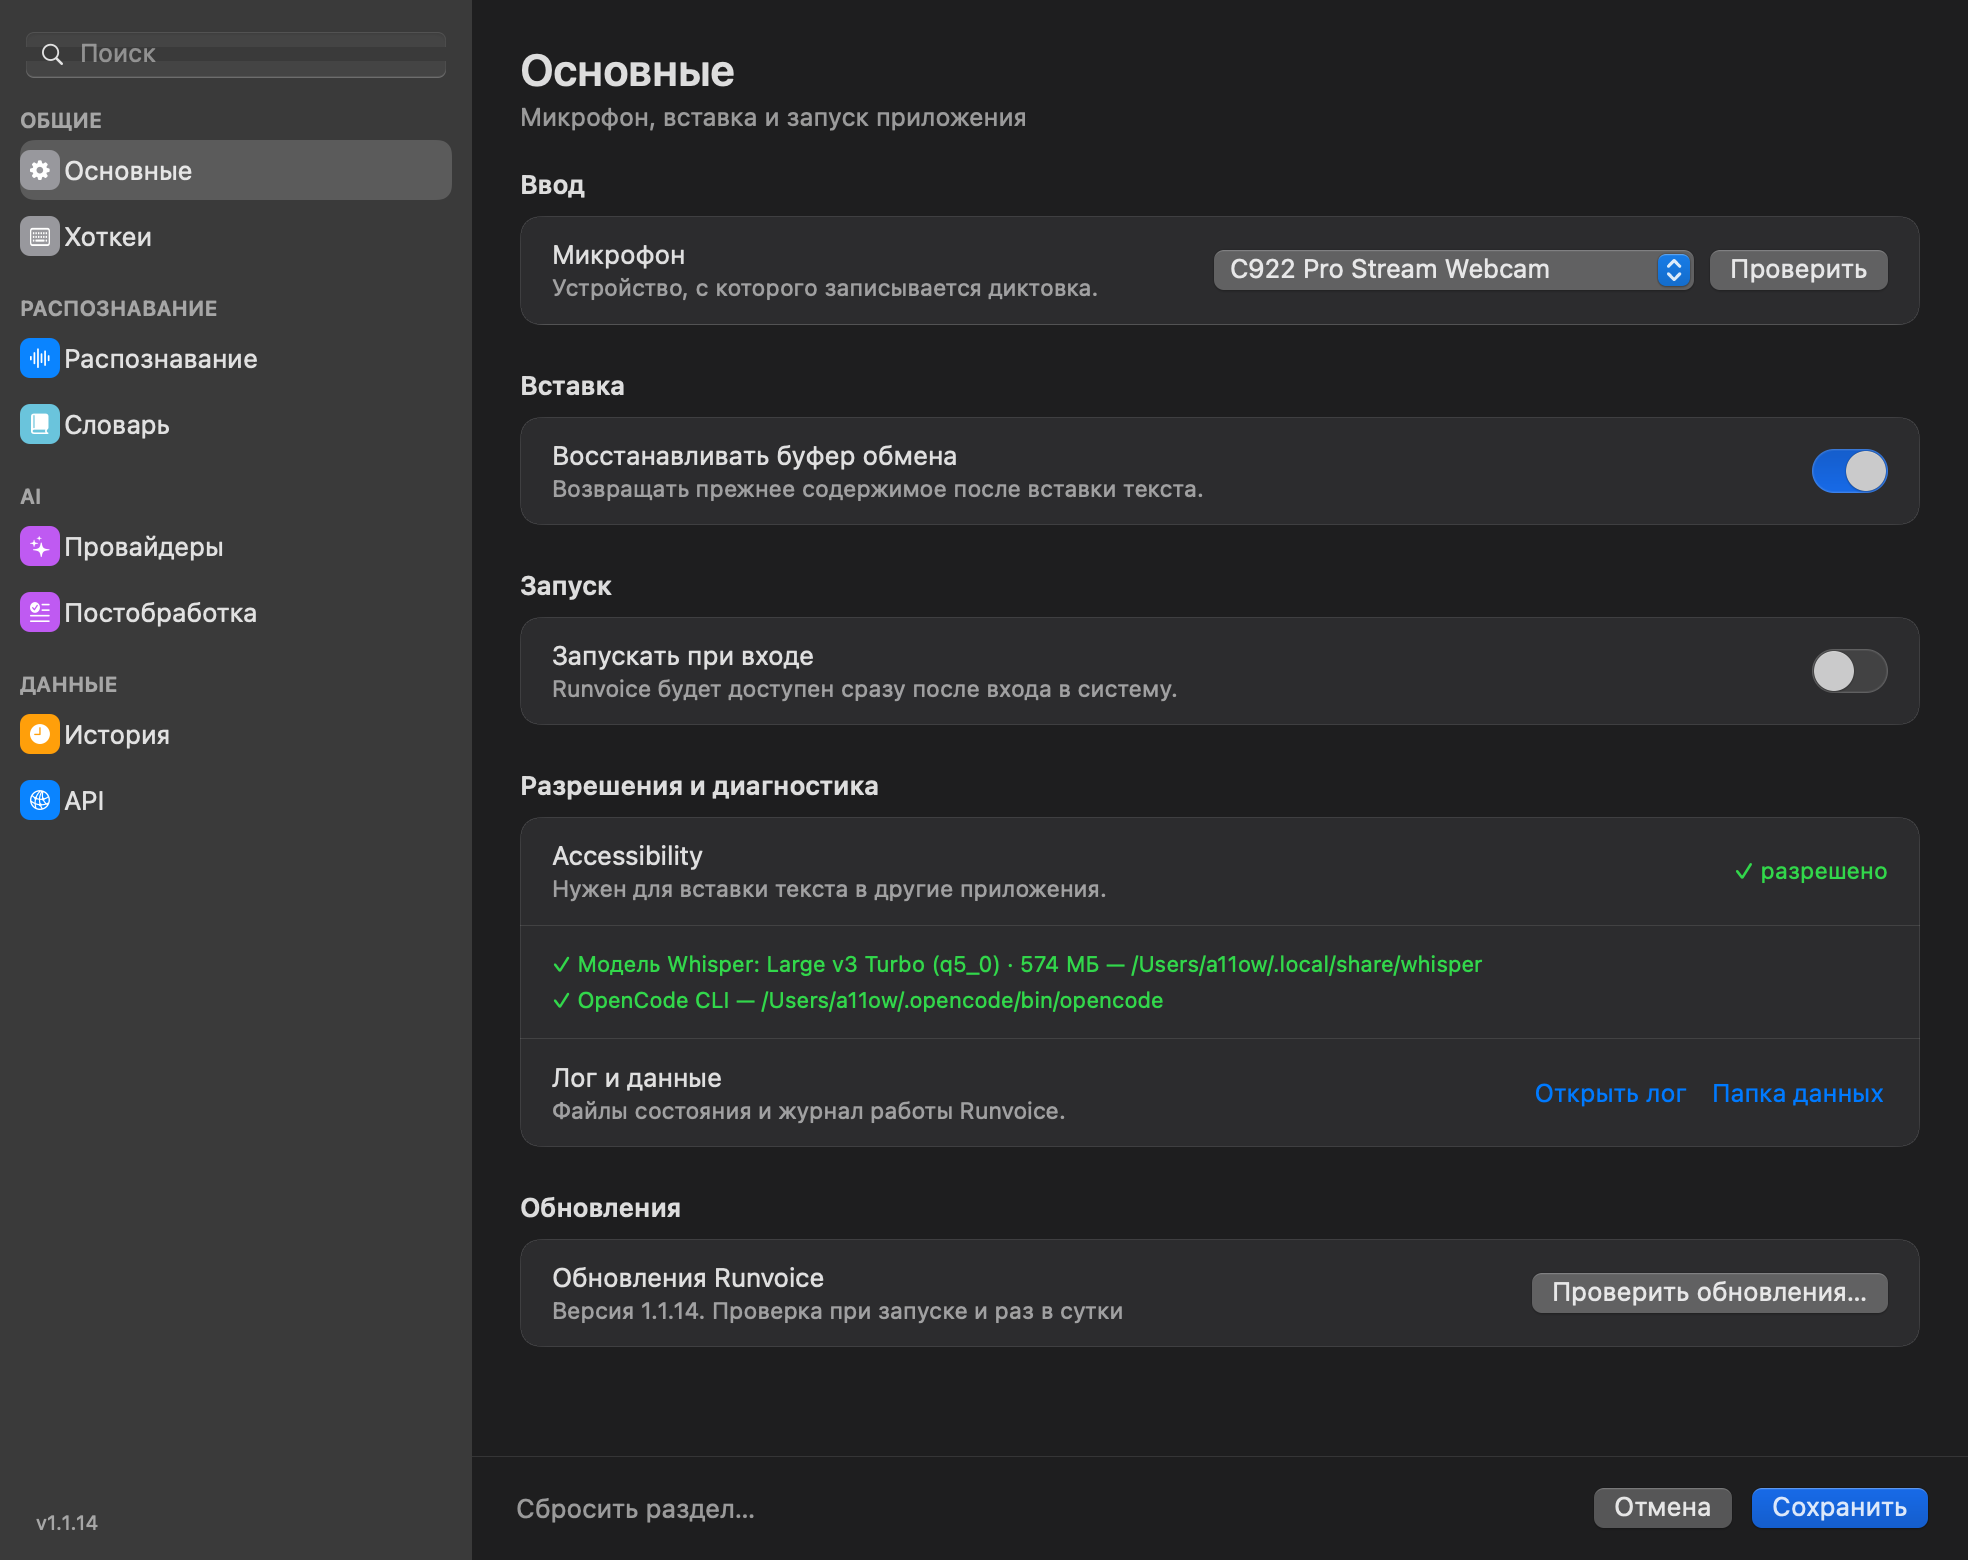 Поиск
ОБЩИЕ
Основные
Хоткеи
РАСПОЗНАВАНИЕ
Распознавание
Словарь
AI
Провайдеры
Постобработка
ДАННЫЕ
История
API
v1.1.14
Основные
Микрофон, вставка и запуск приложения
Ввод
Микрофон
Устройство, с которого записывается диктовка.
C922 Pro Stream Webcam
Проверить
Вставка
Восстанавливать буфер обмена
Возвращать прежнее содержимое после вставки текста.
Запуск
Запускать при входе
Runvoice будет доступен сразу после входа в систему.
Разрешения и диагностика
Accessibility
Нужен для вставки текста в другие приложения.
✓ разрешено
✓ Модель Whisper: Large v3 Turbo (q5_0) · 574 МБ — /Users/a11ow/.local/share/whisper
✓ OpenCode CLI — /Users/a11ow/.opencode/bin/opencode
Лог и данные
Файлы состояния и журнал работы Runvoice.
Открыть лог
Папка данных
Обновления
Обновления Runvoice
Версия 1.1.14. Проверка при запуске и раз в сутки
Проверить обновления...
Сбросить раздел...
Отмена
Сохранить